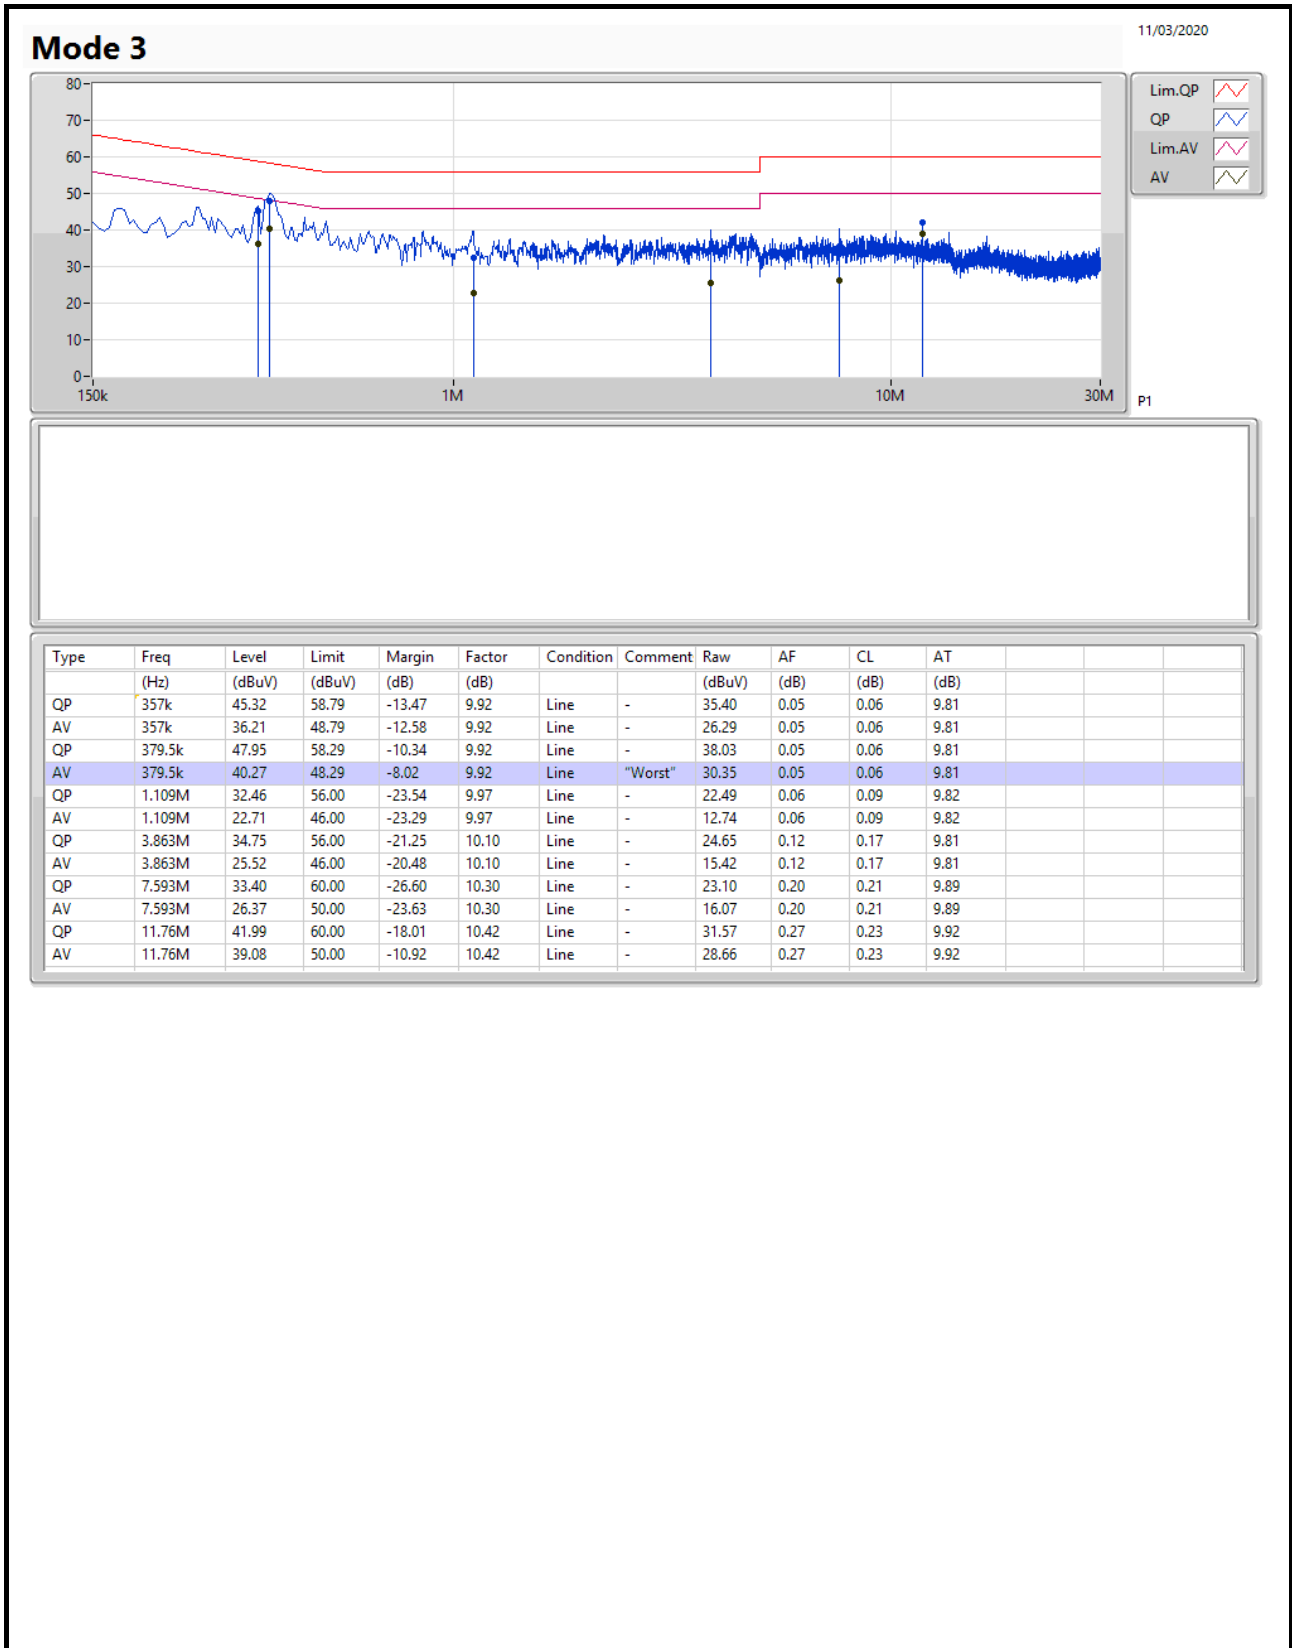 11/03/2020
Mode 3
80
70
60
50
40
30
20
10
0
150k 1M 10M 30M
Lim.QP
QP
Lim.AV
AV
P1
Type Freq Level Limit Margin Factor Condition Comment Raw AF CL AT
(Hz) (dBuV) (dBuV) (dB) (dB) (dBuV) (dB) (dB) (dB)
QP 357k 45.32 58.79 -13.47 9.92 Line - 35.40 0.05 0.06 9.81
AV 357k 36.21 48.79 -12.58 9.92 Line - 26.29 0.05 0.06 9.81
QP 379.5k 47.95 58.29 -10.34 9.92 Line - 38.03 0.05 0.06 9.81
AV 379.5k 40.27 48.29 -8.02 9.92 Line "Worst" 30.35 0.05 0.06 9.81
QP 1.109M 32.46 56.00 -23.54 9.97 Line - 22.49 0.06 0.09 9.82
AV 1.109M 22.71 46.00 -23.29 9.97 Line - 12.74 0.06 0.09 9.82
QP 3.863M 34.75 56.00 -21.25 10.10 Line - 24.65 0.12 0.17 9.81
AV 3.863M 25.52 46.00 -20.48 10.10 Line - 15.42 0.12 0.17 9.81
QP 7.593M 33.40 60.00 -26.60 10.30 Line - 23.10 0.20 0.21 9.89
AV 7.593M 26.37 50.00 -23.63 10.30 Line - 16.07 0.20 0.21 9.89
QP 11.76M 41.99 60.00 -18.01 10.42 Line - 31.57 0.27 0.23 9.92
AV 11.76M 39.08 50.00 -10.92 10.42 Line - 28.66 0.27 0.23 9.92